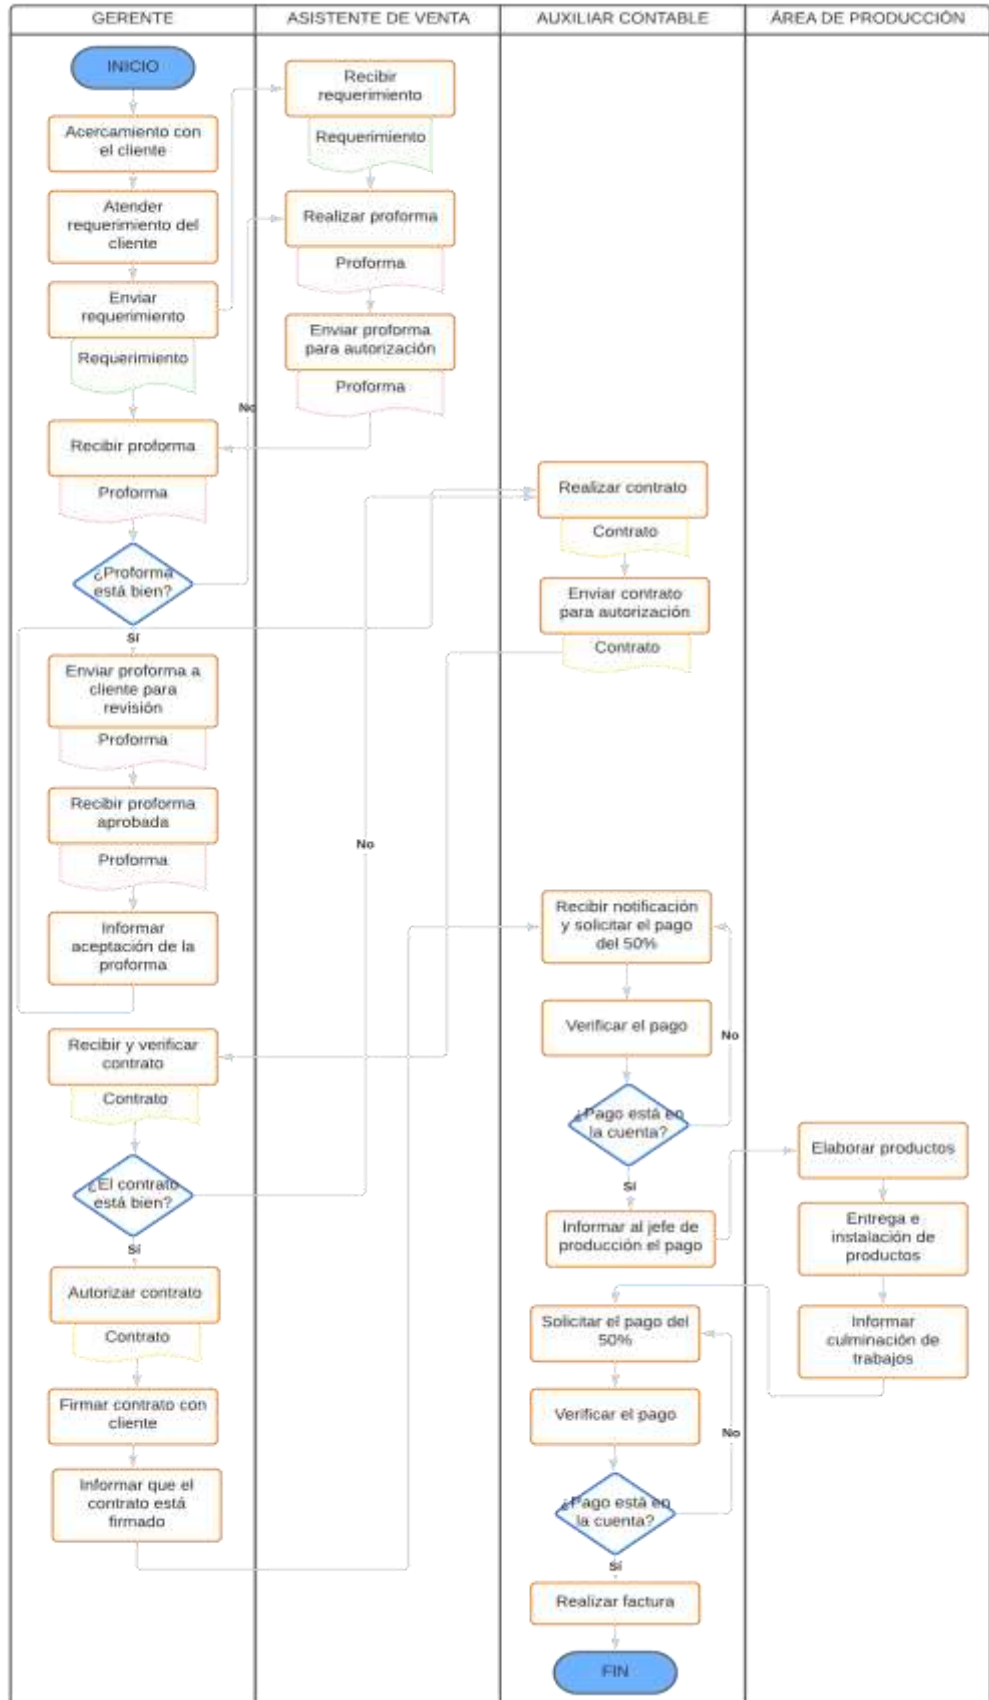 GERENTE
ASISTENTE DE VENTA
AUXILIAR CONTABLE
ÁREA DE PRODUCCIÓN
INICIO
Acercamiento con
el cliente
Atender
requerimiento del
cliente
Enviar
requerimiento
Requerimiento
Recibir proforma
Proforma
¿Proforma
está bien?
No
Sí
Enviar proforma a
cliente para
revisión
Proforma
Recibir proforma
aprobada
Proforma
Informar
aceptación de la
proforma
Recibir y verificar
contrato
Contrato
¿El contrato
está bien?
No
Sí
Autorizar contrato
Contrato
Firmar contrato con
cliente
Informar que el
contrato está
firmado
Recibir
requerimiento
Requerimiento
Realizar proforma
Proforma
Enviar proforma
para autorización
Proforma
Realizar contrato
Contrato
Enviar contrato
para autorización
Contrato
Recibir notificación
y solicitar el pago
del 50%
Verificar el pago
No
¿Pago está en
la cuenta?
Sí
Informar al jefe de
producción el pago
Solicitar el pago del
50%
Verificar el pago
No
¿Pago está en
la cuenta?
Sí
Realizar factura
FIN
Elaborar productos
Entrega e
instalación de
productos
Informar
culminación de
trabajos